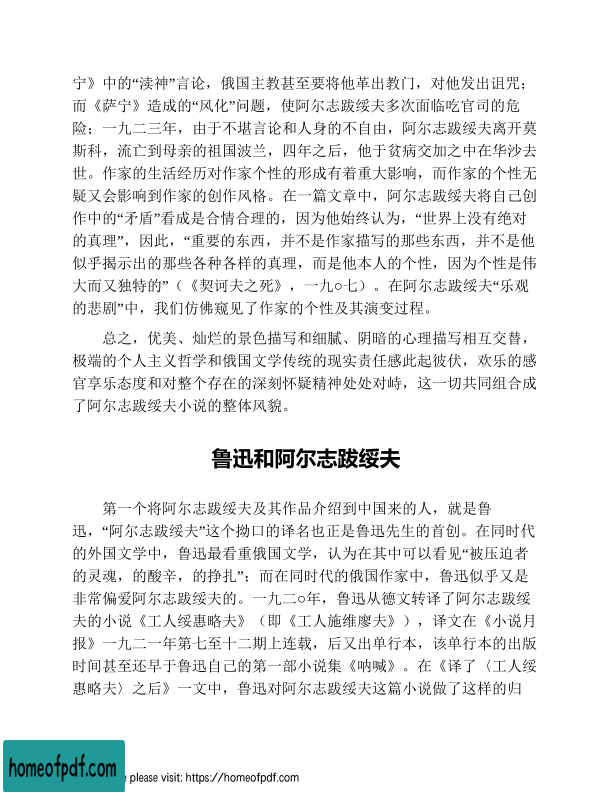 宁》中的“渎神”言论，俄国主教甚至要将他革出教门，对他发出诅咒；
而《萨宁》造成的“风化”问题，使阿尔志跋绥夫多次面临吃官司的危
险；一九二三年，由于不堪言论和人身的不自由，阿尔志跋绥夫离开莫
斯科，流亡到母亲的祖国波兰，四年之后，他于贫病交加之中在华沙去
世。作家的生活经历对作家个性的形成有着重大影响，而作家的个性无
疑又会影响到作家的创作风格。在一篇文章中，阿尔志跋绥夫将自己创
作中的“矛盾”看成是合情合理的，因为他始终认为，“世界上没有绝对
的真理”，因此，“重要的东西，并不是作家描写的那些东西，并不是他
似乎揭示出的那些各种各样的真理，而是他本人的个性，因为个性是伟
大而又独特的”（《契诃夫之死》，一九○七）。在阿尔志跋绥夫“乐观
的悲剧”中，我们仿佛窥见了作家的个性及其演变过程。
总之，优美、灿烂的景色描写和细腻、阴暗的心理描写相互交替，
极端的个人主义哲学和俄国文学传统的现实责任感此起彼伏，欢乐的感
官享乐态度和对整个存在的深刻怀疑精神处处对峙，这一切共同组合成
了阿尔志跋绥夫小说的整体风貌。
鲁迅和阿尔志跋绥夫
第一个将阿尔志跋绥夫及其作品介绍到中国来的人，就是鲁
迅，“阿尔志跋绥夫”这个拗口的译名也正是鲁迅先生的首创。在同时代
的外国文学中，鲁迅最看重俄国文学，认为在其中可以看见“被压迫者
的灵魂，的酸辛，的挣扎”；而在同时代的俄国作家中，鲁迅似乎又是
非常偏爱阿尔志跋绥夫的。一九二○年，鲁迅从德文转译了阿尔志跋绥
夫的小说《工人绥惠略夫》（即《工人施维廖夫》），译文在《小说月
报》一九二一年第七至十二期上连载，后又出单行本，该单行本的出版
时间甚至还早于鲁迅自己的第一部小说集《呐喊》。在《译了〈工人绥
惠略夫〉之后》一文中，鲁迅对阿尔志跋绥夫这篇小说做了这样的归
homeofpdf.com
e please visit: https://homeofpdf.com